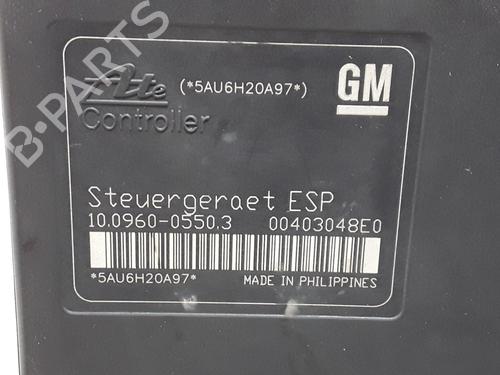 B-PARTS
Ate (*5AU6H20A97*) GM
Controller
Steuergeraet ESP
10.0960-0550.3 00403048E0
*5AU6H20A97* MADE IN PHILIPPINES